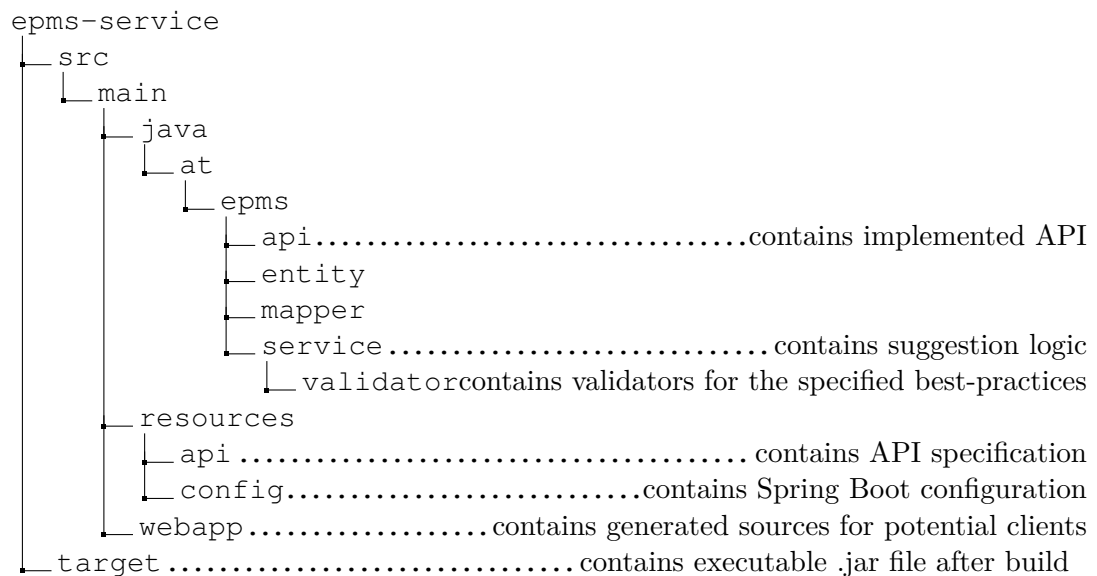 epms-service
src
main
java
at
epms
api.................................contains implemented API
entity
mapper
service.............................contains suggestion logic
validatorcontains validators for the specified best-practices
resources
api.......................................contains API specification
config...........................contains Spring Boot configuration
webapp...................contains generated sources for potential clients
target.................................contains executable .jar file after build